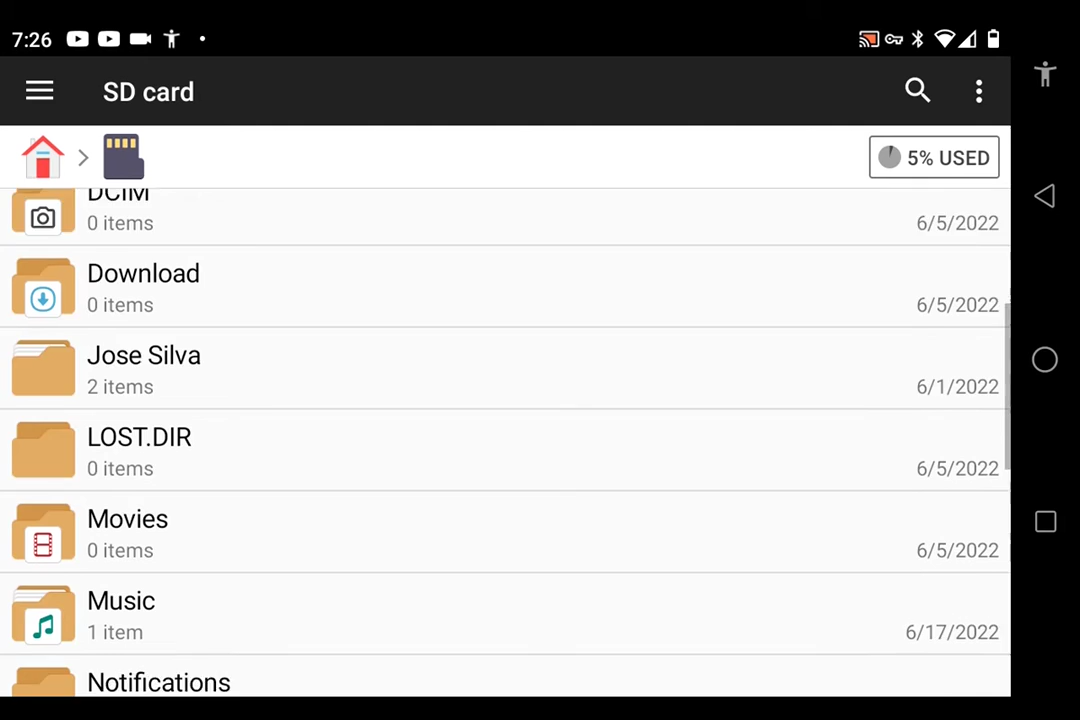 7:26
SD card
5% USED
DCIM
0 items
6/5/2022
Download
0 items
6/5/2022
Jose Silva
2 items
6/1/2022
LOST.DIR
0 items
6/5/2022
Movies
0 items
6/5/2022
Music
1 item
6/17/2022
Notifications